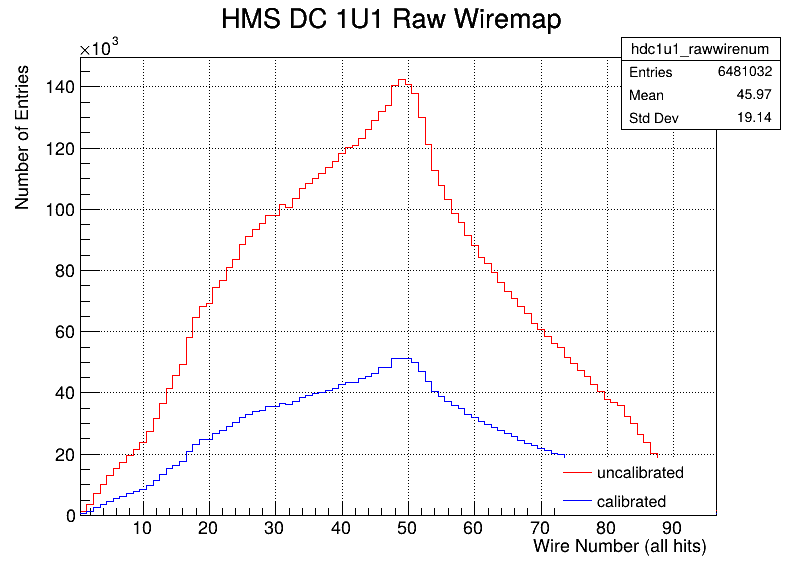 HMS DC 1U1 Raw Wiremap
×10³
hdc1u1_rawwirenum
Entries 6481032
Mean 45.97
Std Dev 19.14
Number of Entries
140
120
100
80
60
40
20
0
uncalibrated
calibrated
10 20 30 40 50 60 70 80 90
Wire Number (all hits)